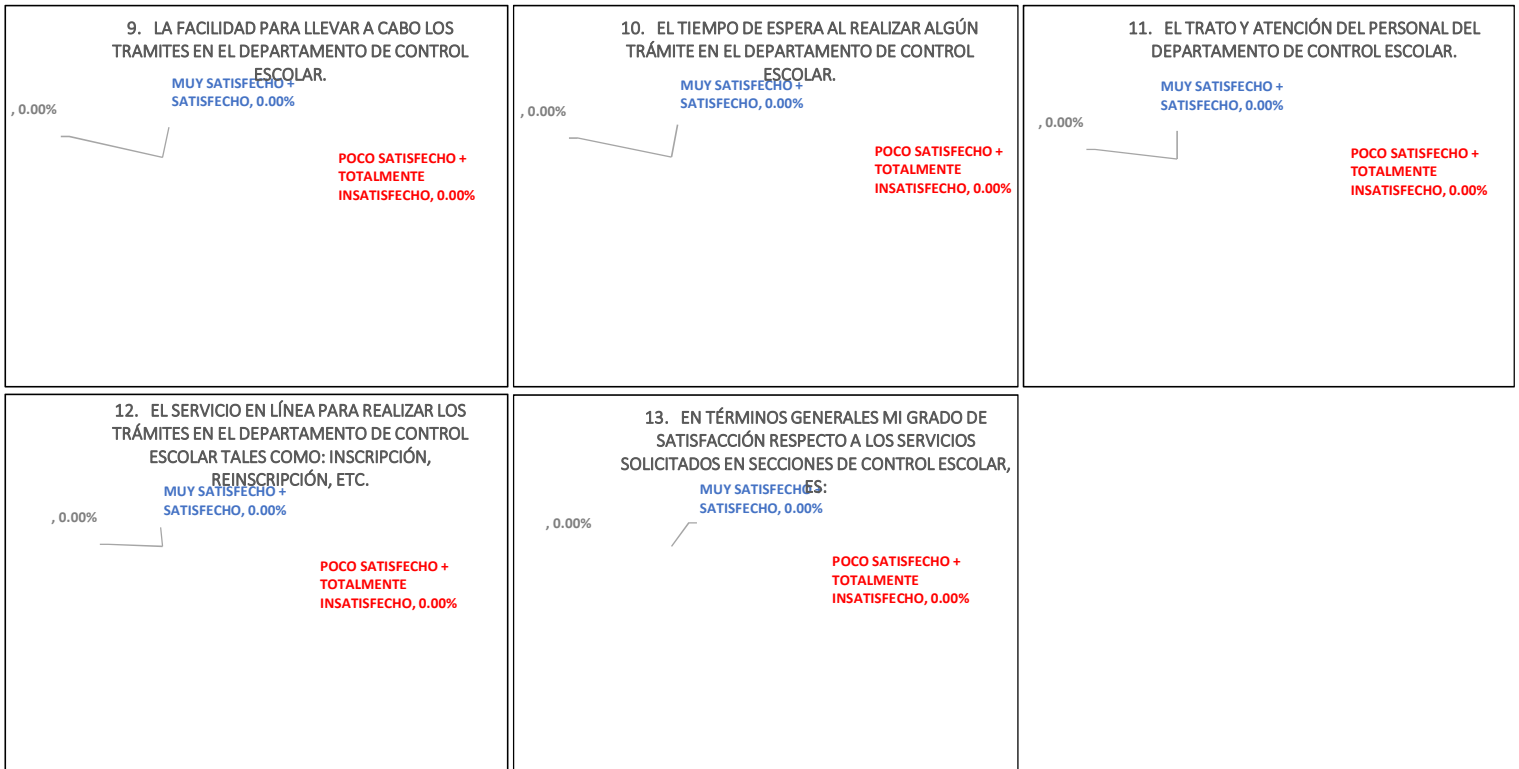 9. LA FACILIDAD PARA LLEVAR A CABO LOS
TRAMITES EN EL DEPARTAMENTO DE CONTROL
ESCOLAR.
MUY SATISFECHO +
SATISFECHO, 0.00%
, 0.00%
POCO SATISFECHO +
TOTALMENTE
INSATISFECHO, 0.00%
10. EL TIEMPO DE ESPERA AL REALIZAR ALGÚN
TRÁMITE EN EL DEPARTAMENTO DE CONTROL
ESCOLAR.
MUY SATISFECHO +
SATISFECHO, 0.00%
, 0.00%
POCO SATISFECHO +
TOTALMENTE
INSATISFECHO, 0.00%
11. EL TRATO Y ATENCIÓN DEL PERSONAL DEL
DEPARTAMENTO DE CONTROL ESCOLAR.
MUY SATISFECHO +
SATISFECHO, 0.00%
, 0.00%
POCO SATISFECHO +
TOTALMENTE
INSATISFECHO, 0.00%
12. EL SERVICIO EN LÍNEA PARA REALIZAR LOS
TRÁMITES EN EL DEPARTAMENTO DE CONTROL
ESCOLAR TALES COMO: INSCRIPCIÓN,
REINSCRIPCIÓN, ETC.
MUY SATISFECHO +
SATISFECHO, 0.00%
, 0.00%
POCO SATISFECHO +
TOTALMENTE
INSATISFECHO, 0.00%
13. EN TÉRMINOS GENERALES MI GRADO DE
SATISFACCIÓN RESPECTO A LOS SERVICIOS
SOLICITADOS EN SECCIONES DE CONTROL ESCOLAR,
ES:
MUY SATISFECHO +
SATISFECHO, 0.00%
, 0.00%
POCO SATISFECHO +
TOTALMENTE
INSATISFECHO, 0.00%